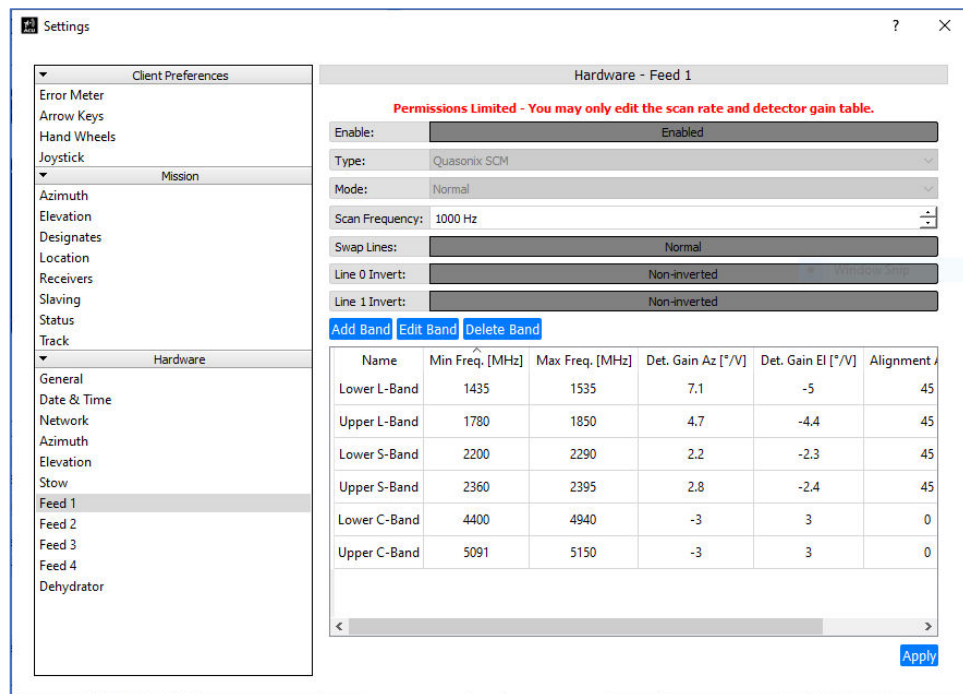 Settings
Client Preferences
Error Meter
Arrow Keys
Hand Wheels
Joystick
Mission
Azimuth
Elevation
Designates
Location
Receivers
Slaving
Status
Track
Hardware
General
Date & Time
Network
Azimuth
Elevation
Stow
Feed 1
Feed 2
Feed 3
Feed 4
Dehydrator
Hardware - Feed 1
Permissions Limited - You may only edit the scan rate and detector gain table.
Enable: Enabled
Type: Quasonix SCM
Mode: Normal
Scan Frequency: 1000 Hz
Swap Lines: Normal
Line 0 Invert: Non-inverted
Window Snip
Line 1 Invert: Non-inverted
Add Band Edit Band Delete Band
Name Min Freq. [MHz] Max Freq. [MHz] Det. Gain Az [°/V] Det. Gain El [°/V] Alignment A
Lower L-Band 1435 1535 7.1 -5 45
Upper L-Band 1780 1850 4.7 -4.4 45
Lower S-Band 2200 2290 2.2 -2.3 45
Upper S-Band 2360 2395 2.8 -2.4 45
Lower C-Band 4400 4940 -3 3 0
Upper C-Band 5091 5150 -3 3 0
Apply